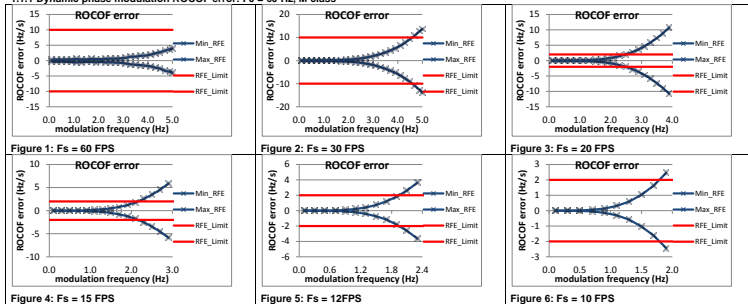 1.1.1 Dynamic phase modulation ROCOF error: F0 = 60 Hz, M class
ROCOF error
ROCOF error (Hz/s)
15
10
5
0
-5
-10
-15
0.0 1.0 2.0 3.0 4.0 5.0
modulation frequency (Hz)
Min_RFE
Max_RFE
RFE_Limit
RFE_Limit
Figure 1: Fs = 60 FPS
ROCOF error
ROCOF error (Hz/s)
20
10
0
-10
-20
0.0 1.0 2.0 3.0 4.0 5.0
modulation frequency (Hz)
Min_RFE
Max_RFE
RFE_Limit
RFE_Limit
Figure 2: Fs = 30 FPS
ROCOF error
ROCOF error (Hz/s)
15
10
5
0
-5
-10
-15
0.0 1.0 2.0 3.0 4.0
modulation frequency (Hz)
Min_RFE
Max_RFE
RFE_Limit
RFE_Limit
Figure 3: Fs = 20 FPS
ROCOF error
ROCOF error (Hz/s)
10
5
0
-5
-10
0.0 1.0 2.0 3.0
modulation frequency (Hz)
Min_RFE
Max_RFE
RFE_Limit
RFE_Limit
Figure 4: Fs = 15 FPS
ROCOF error
ROCOF error (Hz/s)
6
4
2
0
-2
-4
-6
0.0 0.6 1.2 1.8 2.4
modulation frequency (Hz)
Min_RFE
Max_RFE
RFE_Limit
RFE_Limit
Figure 5: Fs = 12FPS
ROCOF error
ROCOF error (Hz/s)
3
2
1
0
-1
-2
-3
0.0 0.5 1.0 1.5 2.0
modulation frequency (Hz)
Min_RFE
Max_RFE
RFE_Limit
RFE_Limit
Figure 6: Fs = 10 FPS